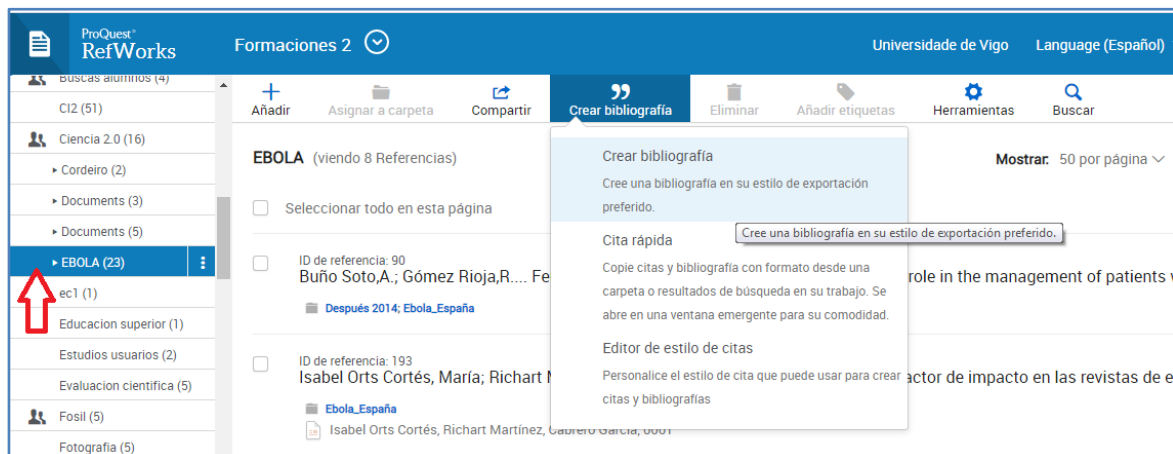 ProQuest®
RefWorks
Formaciones 2
Universidade de Vigo
Language (Español)
Buscas alumnos (4)
CI2 (51)
Ciencia 2.0 (16)
Cordeiro (2)
Documents (3)
Documents (5)
EBOLA (23)
ec1 (1)
Educacion superior (1)
Estudios usuarios (2)
Evaluacion cientifica (5)
Fosil (5)
Fotografia (5)
Añadir
Asignar a carpeta
Compartir
Crear bibliografía
Eliminar
Añadir etiquetas
Herramientas
Buscar
EBOLA (viendo 8 Referencias)
Mostrar: 50 por página
Seleccionar todo en esta página
Crear bibliografía
Cree una bibliografía en su estilo de exportación
preferido.
Cree una bibliografía en su estilo de exportación preferido.
Cita rápida
Copie citas y bibliografía con formato desde una
carpeta o resultados de búsqueda en su trabajo. Se
abre en una ventana emergente para su comodidad.
Editor de estilo de citas
Personalice el estilo de cita que puede usar para crear
citas y bibliografías
ID de referencia: 90
Buño Soto,A.; Gómez Rioja,R.... Fe
role in the management of patients
Después 2014; Ebola_España
ID de referencia: 193
Isabel Orts Cortés, María; Richart
actor de impacto en las revistas de e
Ebola_España
Isabel Orts Cortés, Richart Martínez, Cabrero García, 0001